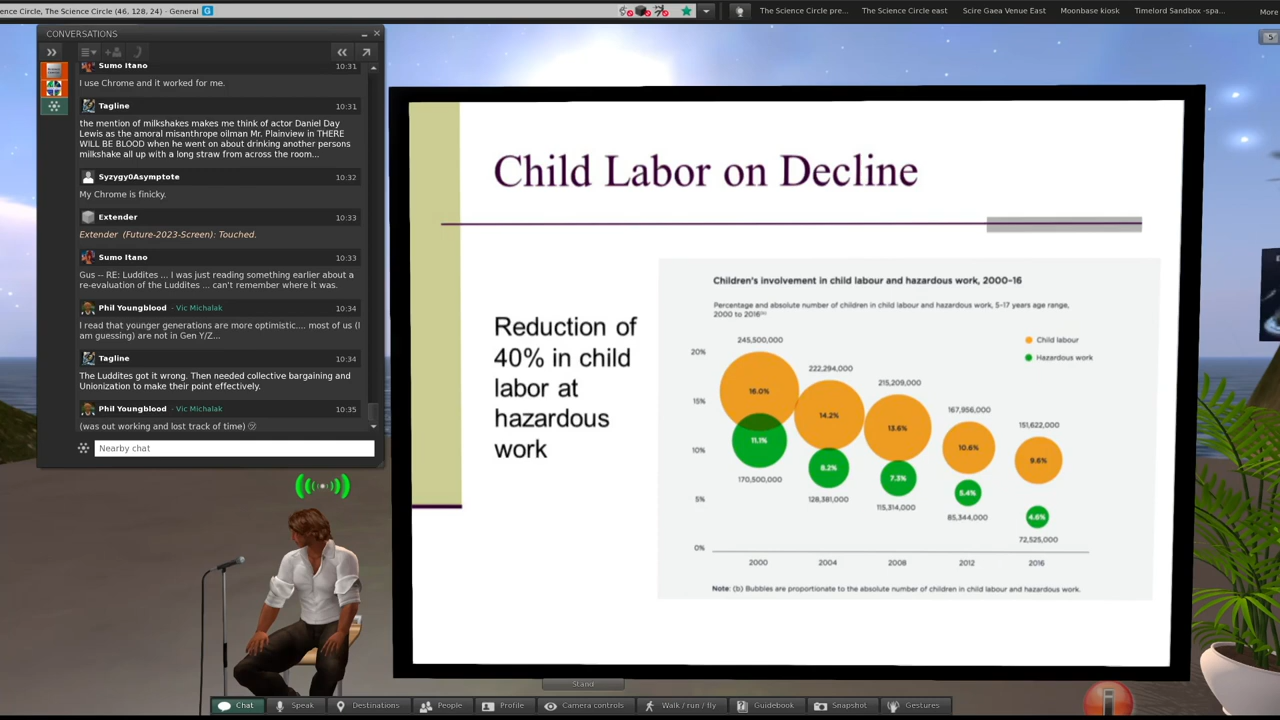 ence Circle, The Science Circle (46, 128, 24) - General G
The Science Circle pre...
The Science Circle east
Scire Gaea Venue East
Moonbase kiosk
Timelord Sandbox -spa...
More
5
CONVERSATIONS
Sumo Itano 10:31
I use Chrome and it worked for me.
Tagline 10:31
the mention of milkshakes makes me think of actor Daniel Day
Lewis as the amoral misanthrope oilman Mr. Plainview in THERE
WILL BE BLOOD when he went on about drinking another persons
milkshake all up with a long straw from across the room...
Syzygy0Asymptote 10:32
My Chrome is finicky.
Extender 10:33
Extender (Future-2023-Screen): Touched.
Sumo Itano 10:33
Gus -- RE: Luddites ... I was just reading something earlier about a
re-evaluation of the Luddites ... can't remember where it was.
Phil Youngblood - Vic Michalak 10:34
I read that younger generations are more optimistic.... most of us (I
am guessing) are not in Gen Y/Z...
Tagline 10:34
The Luddites got it wrong. Then needed collective bargaining and
Unionization to make their point effectively.
Phil Youngblood - Vic Michalak 10:35
(was out working and lost track of time)
Nearby chat
Child Labor on Decline
Reduction of
40% in child
labor at
hazardous
work
Children's involvement in child labour and hazardous work, 2000–16
Percentage and absolute number of children in child labour and hazardous work, 5-17 years age range,
2000 to 2016(b)
Child labour
Hazardous work
20%
15%
10%
5%
0%
245,500,000
16.0%
11.1%
170,500,000
222,294,000
14.2%
8.2%
128,381,000
215,209,000
13.6%
7.3%
115,314,000
167,956,000
10.6%
5.4%
85,344,000
151,622,000
9.6%
4.6%
72,525,000
2000 2004 2008 2012 2016
Note: (b) Bubbles are proportionate to the absolute number of children in child labour and hazardous work.
Stand
Chat
Speak
Destinations
People
Profile
Camera controls
Walk / run / fly
Guidebook
Snapshot
Gestures